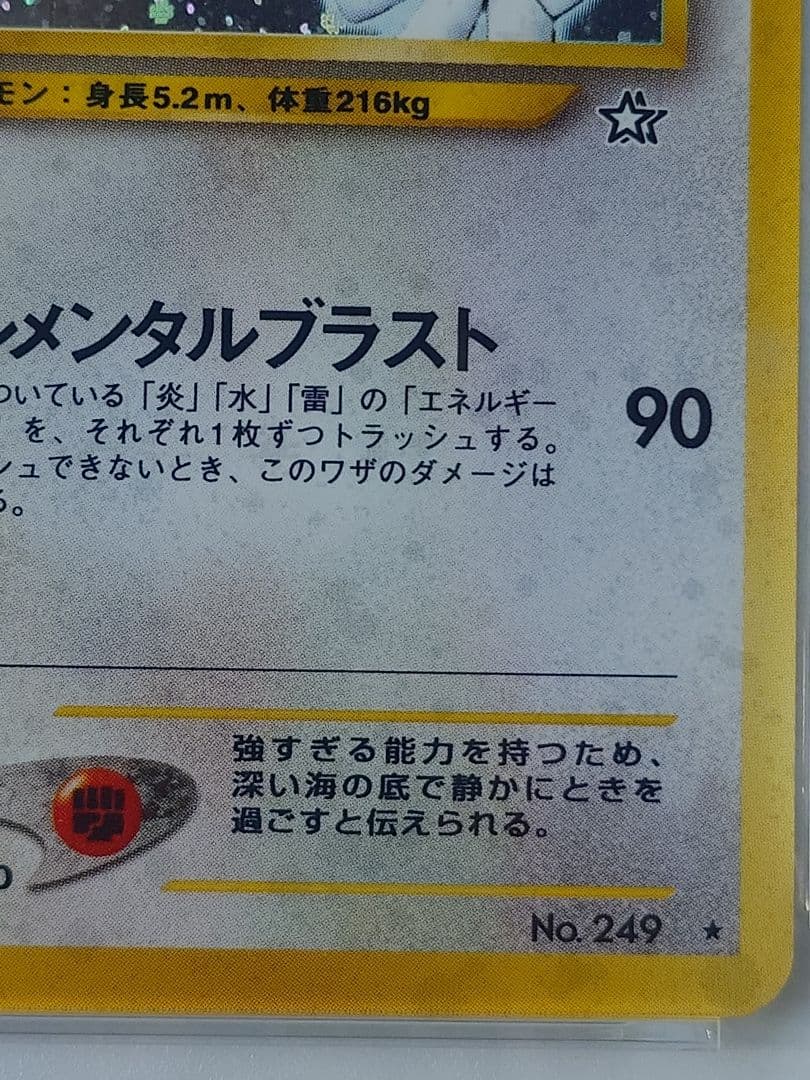 モン：身長5.2m、体重216kg
メンタルブラスト
ついている「炎」「水」「雷」の「エネルギー
を、それぞれ1枚ずつトラッシュする。
シュできないとき、このワザのダメージは
る。
90
強すぎる能力を持つため、
深い海の底で静かにときを
過ごすと伝えられる。
No. 249 ★